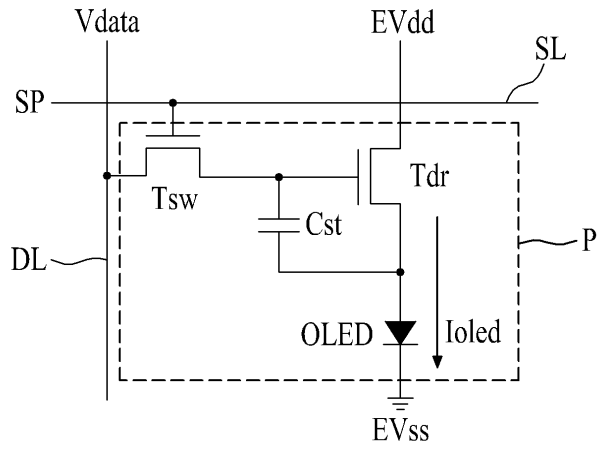 Vdata
EVdd
SL
SP
Tsw
Tdr
Cst
DL
P
OLED
Ioled
EVss